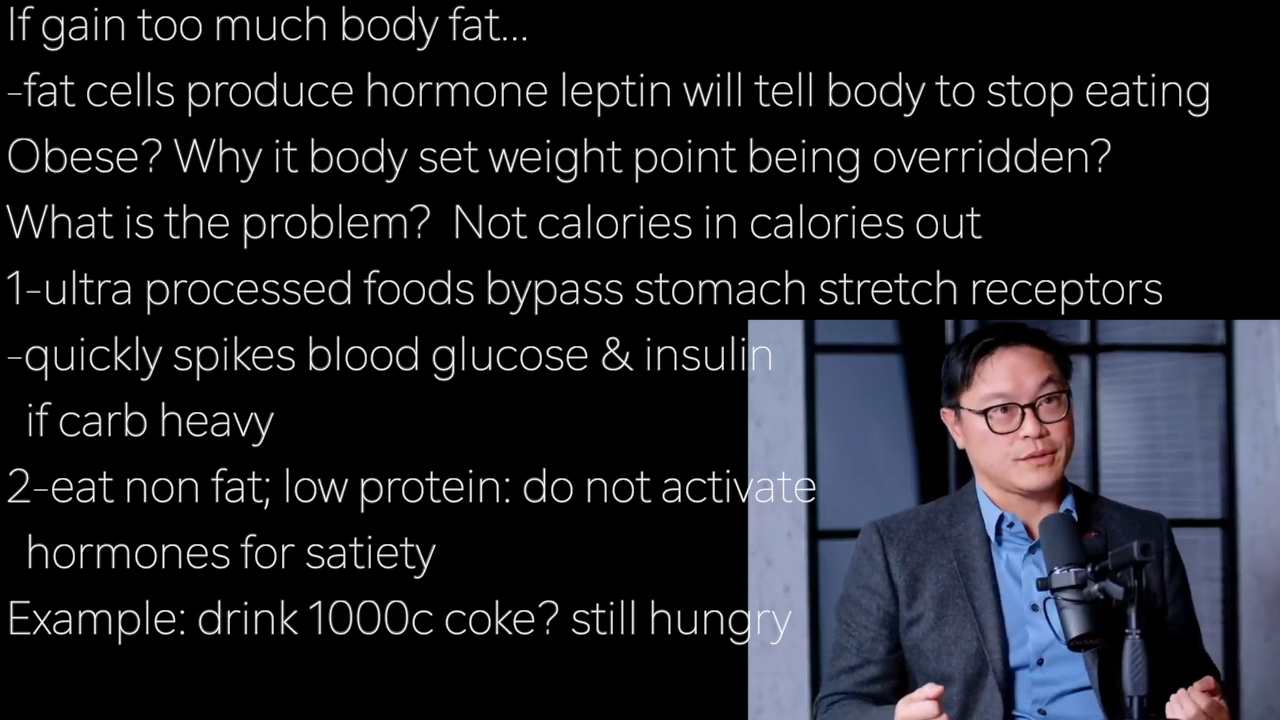 If gain too much body fat...
-fat cells produce hormone leptin will tell body to stop eating
Obese? Why it body set weight point being overridden?
What is the problem?  Not calories in calories out
1-ultra processed foods bypass stomach stretch receptors
-quickly spikes blood glucose & insulin
if carb heavy
2-eat non fat; low protein: do not activate
hormones for satiety
Example: drink 1000c coke? still hungry